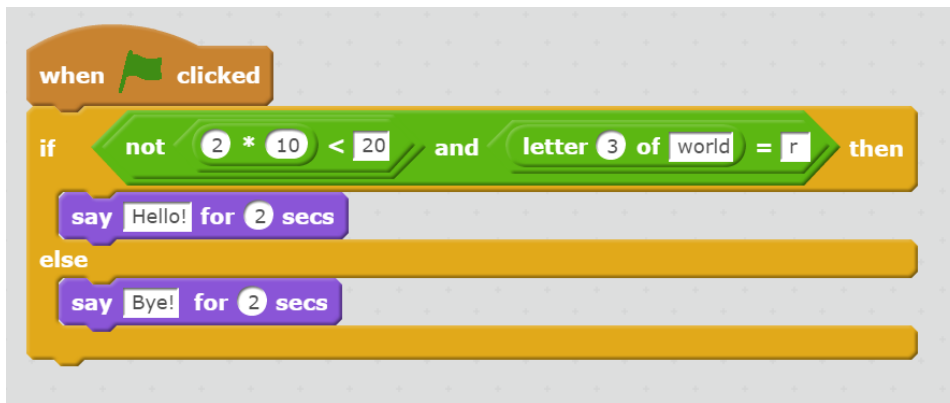 when clicked
if not 2 * 10 < 20 and letter 3 of world = r then
say Hello! for 2 secs
else
say Bye! for 2 secs